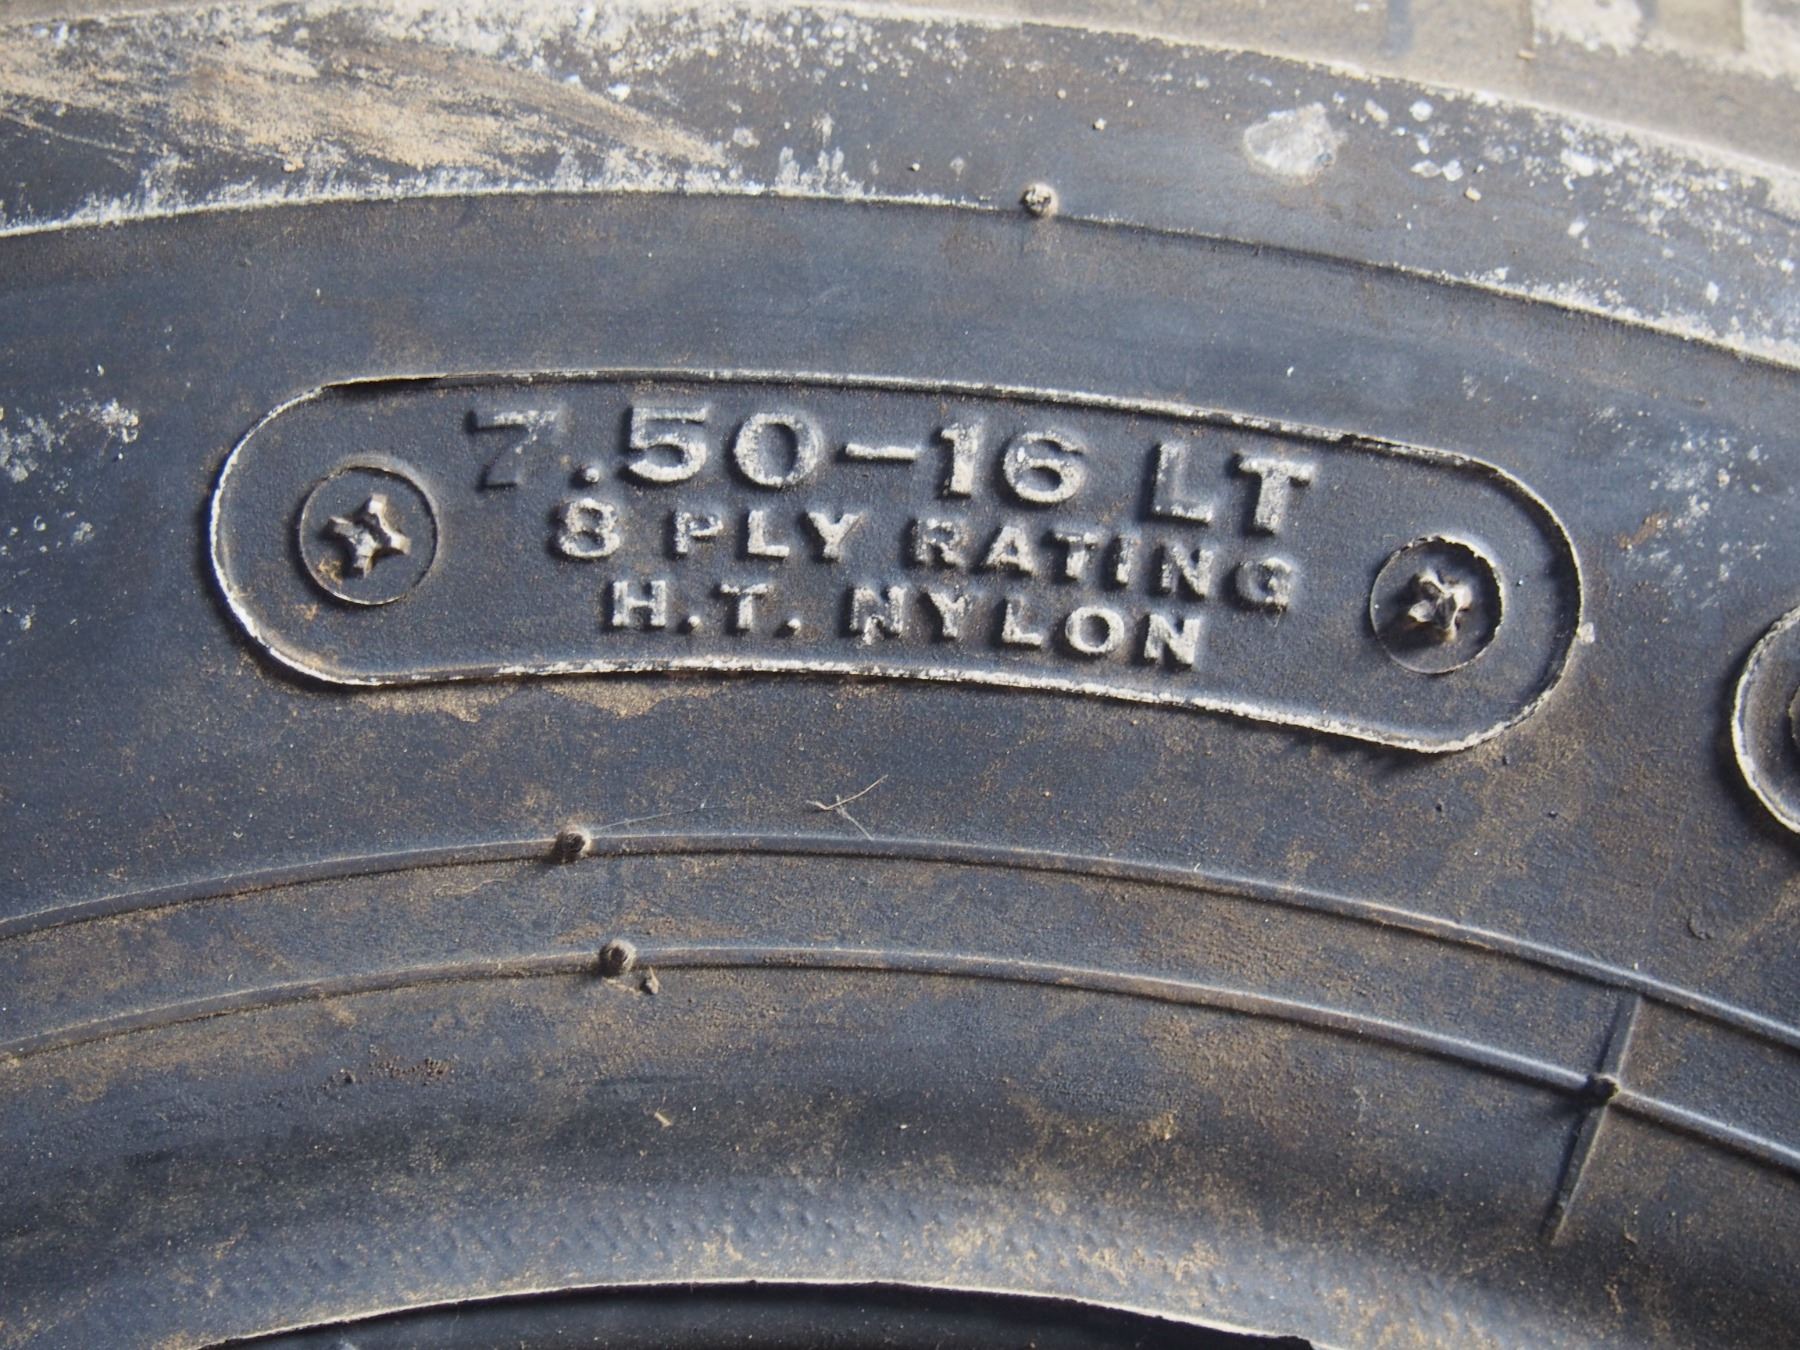 7.50-16 LT
8 PLY RATING
H.T. NYLON